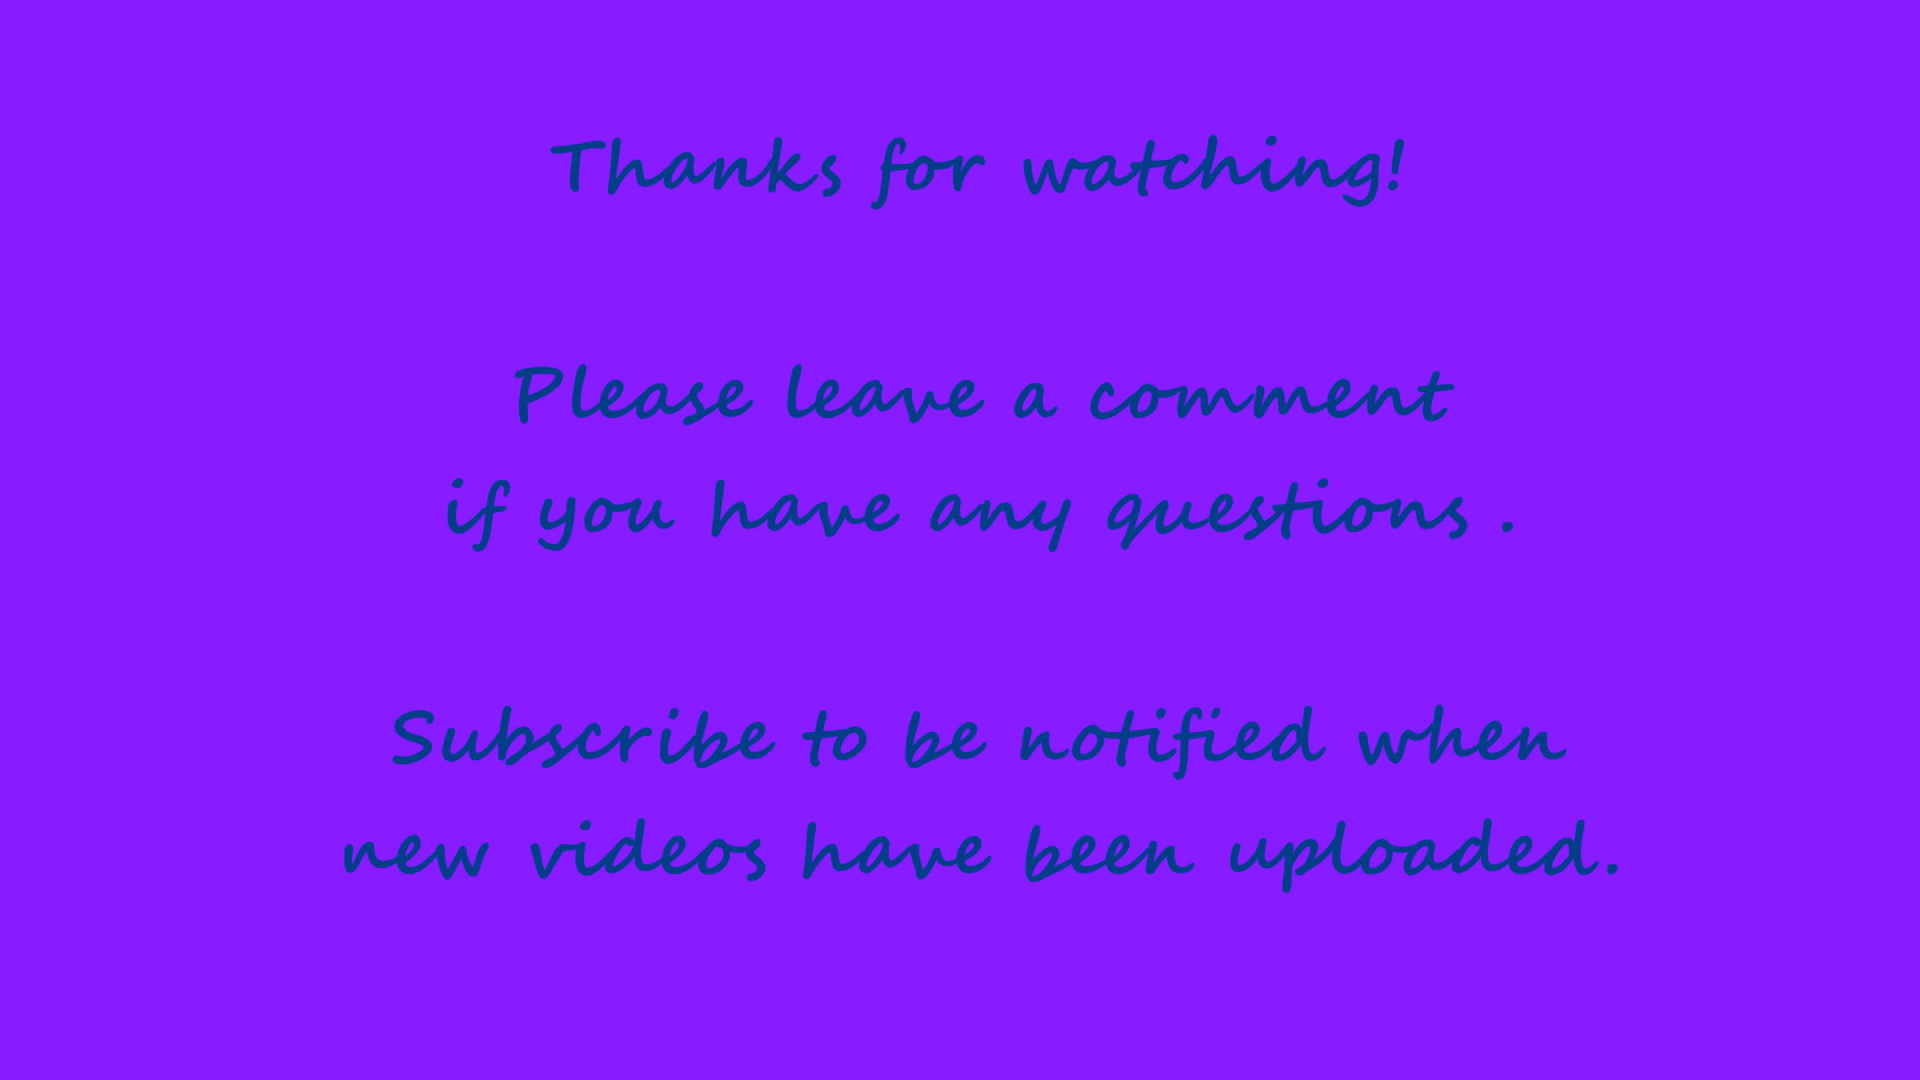 Thanks for watching!
Please leave a comment
if you have any questions .
Subscribe to be notified when
new videos have been uploaded.